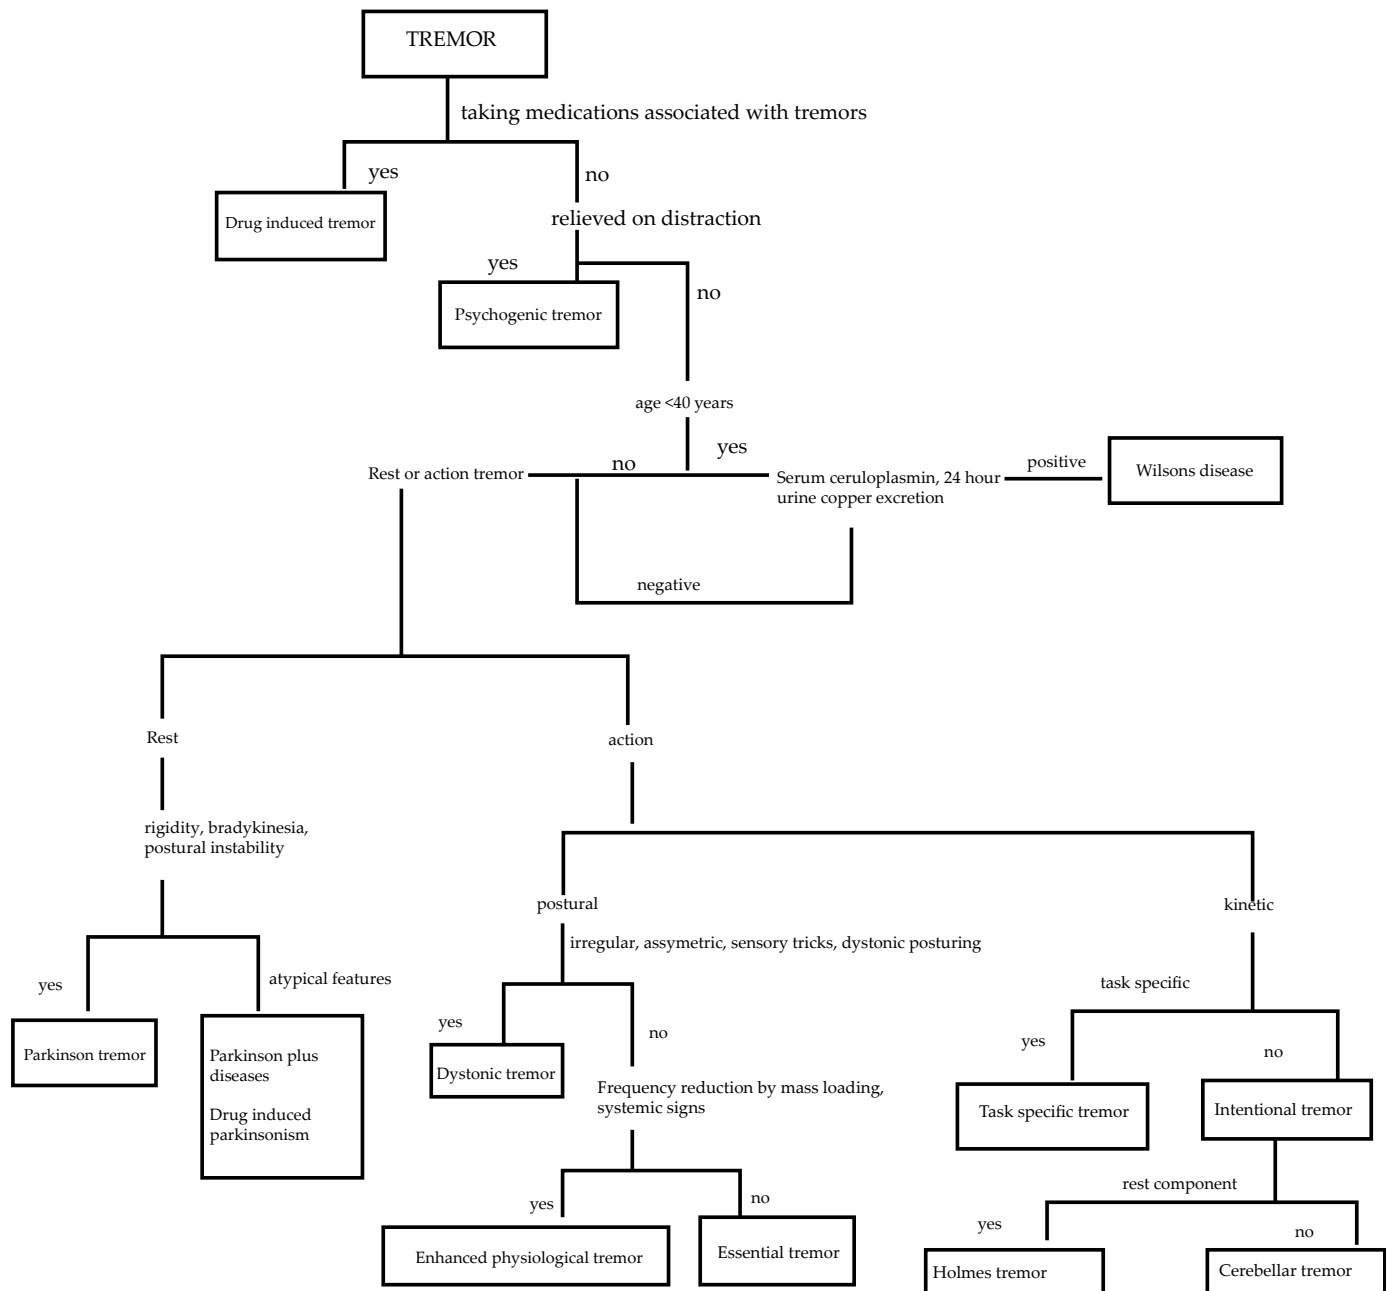 TREMOR
taking medications associated with tremors
yes
no
Drug induced tremor
relieved on distraction
yes
no
Psychogenic tremor
age <40 years
yes
no
Rest or action tremor
Serum ceruloplasmin, 24 hour
urine copper excretion
positive
Wilsons disease
negative
Rest
action
rigidity, bradykinesia,
postural instability
postural
kinetic
irregular, assymetric, sensory tricks, dystonic posturing
yes
atypical features
task specific
yes
no
yes
no
Parkinson tremor
Parkinson plus
diseases
Drug induced
parkinsonism
Dystonic tremor
Frequency reduction by mass loading,
systemic signs
Task specific tremor
Intentional tremor
rest component
yes
no
yes
no
Enhanced physiological tremor
Essential tremor
Holmes tremor
Cerebellar tremor